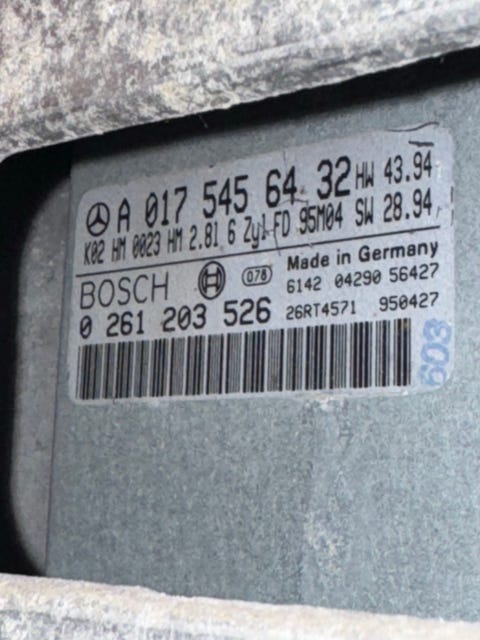 A 017 545 64 32 HW 43.94
K02 HM 0023 HM 2.8l 6 Zyl FD 95M04 SW 28.94
BOSCH 078 Made in Germany
6142 04290 56427
0 261 203 526 26RT4571 950427
603